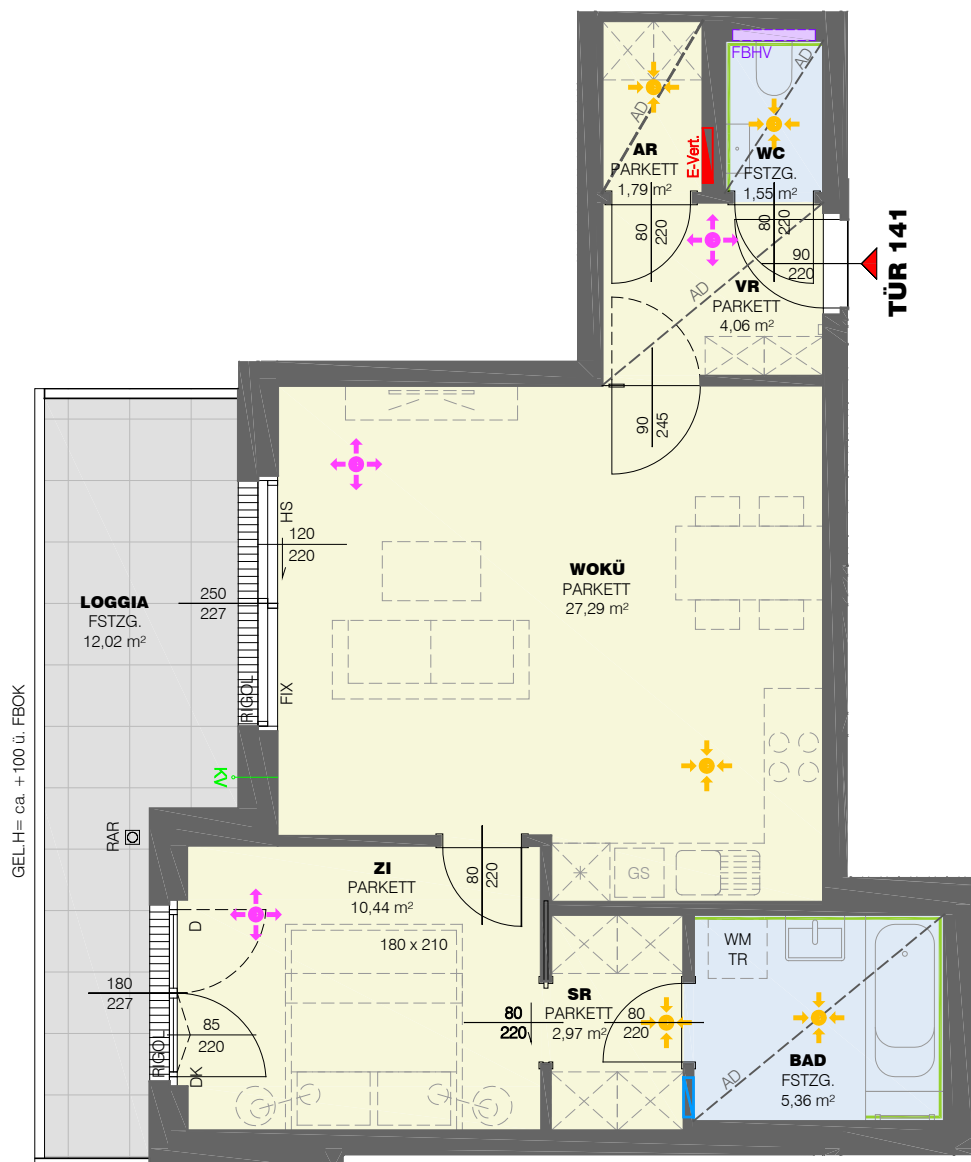 FBHV
AD
AD
AR
PARKETT
1,79 m²
E-Vert.
WC
FSTZG.
1,55 m²
80
220
80
220
90
220
TÜR 141
AD
VR
PARKETT
4,06 m²
90
245
HS
120
220
WOKÜ
PARKETT
27,29 m²
LOGGIA
FSTZG.
12,02 m²
250
227
RIGOL
FIX
KV
GEL.H= ca. +100 ü. FBOK
RAR
80
220
GS
ZI
PARKETT
10,44 m²
180 x 210
D
WM
TR
180
227
85
220
RIGOL
DK
SR
PARKETT
2,97 m²
80
220
80
220
BAD
FSTZG.
5,36 m²
AD